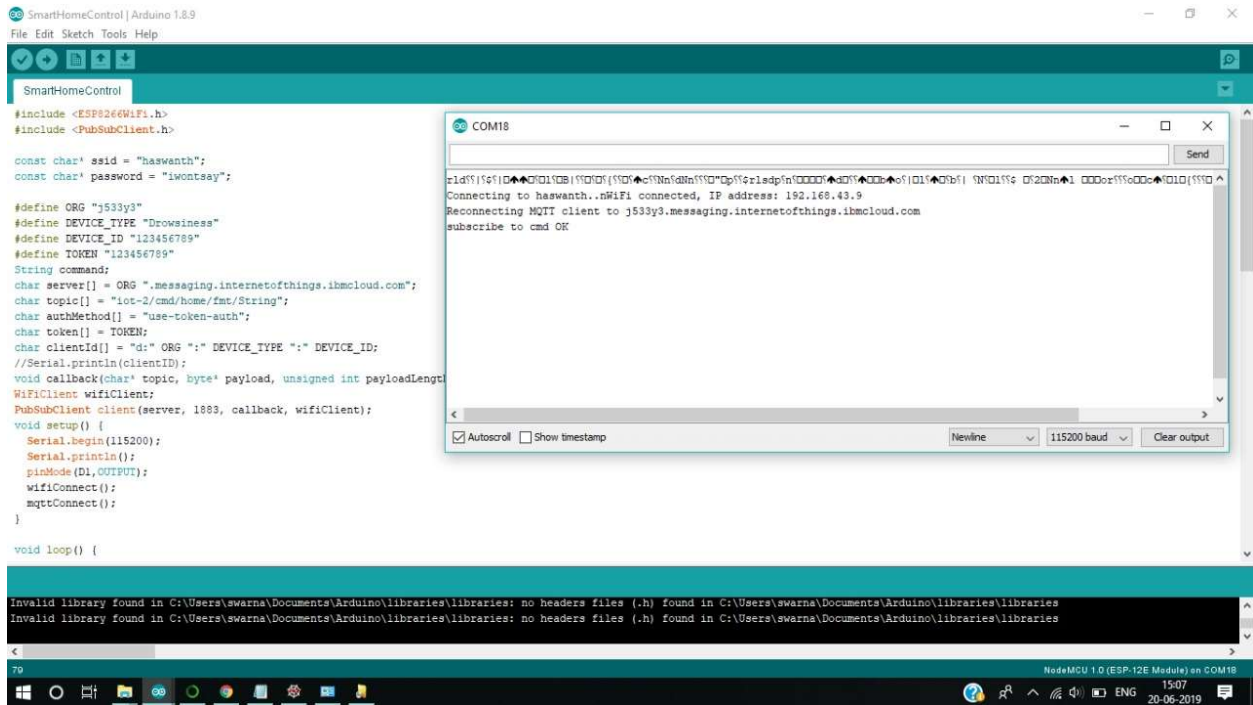 SmartHomeControl | Arduino 1.8.9
File Edit Sketch Tools Help
SmartHomeControl
#include <ESP8266WiFi.h>
#include <PubSubClient.h>
const char* ssid = "haswanth";
const char* password = "iwontsay";
#define ORG "j533y3"
#define DEVICE_TYPE "Drowsiness"
#define DEVICE_ID "123456789"
#define TOKEN "123456789"
String command;
char server[] = ORG ".messaging.internetofthings.ibmcloud.com";
char topic[] = "iot-2/cmd/home/fmt/String";
char authMethod[] = "use-token-auth";
char token[] = TOKEN;
char clientId[] = "d:" ORG ":" DEVICE_TYPE ":" DEVICE_ID;
//Serial.println(clientID);
void callback(char* topic, byte* payload, unsigned int payloadLengt
WiFiClient wifiClient;
PubSubClient client(server, 1883, callback, wifiClient);
void setup() {
Serial.begin(115200);
Serial.println();
pinMode(D1,OUTPUT);
wifiConnect();
mqttConnect();
}
void loop() {
COM18
Send
Connecting to haswanth..nWiFi connected, IP address: 192.168.43.9
Reconnecting MQTT client to j533y3.messaging.internetofthings.ibmcloud.com
subscribe to cmd OK
Autoscroll Show timestamp Newline 115200 baud Clear output
Invalid library found in C:\Users\swarna\Documents\Arduino\libraries\libraries: no headers files (.h) found in C:\Users\swarna\Documents\Arduino\libraries\libraries
Invalid library found in C:\Users\swarna\Documents\Arduino\libraries\libraries: no headers files (.h) found in C:\Users\swarna\Documents\Arduino\libraries\libraries
79 NodeMCU 1.0 (ESP-12E Module) on COM18
ENG 15:07
20-06-2019